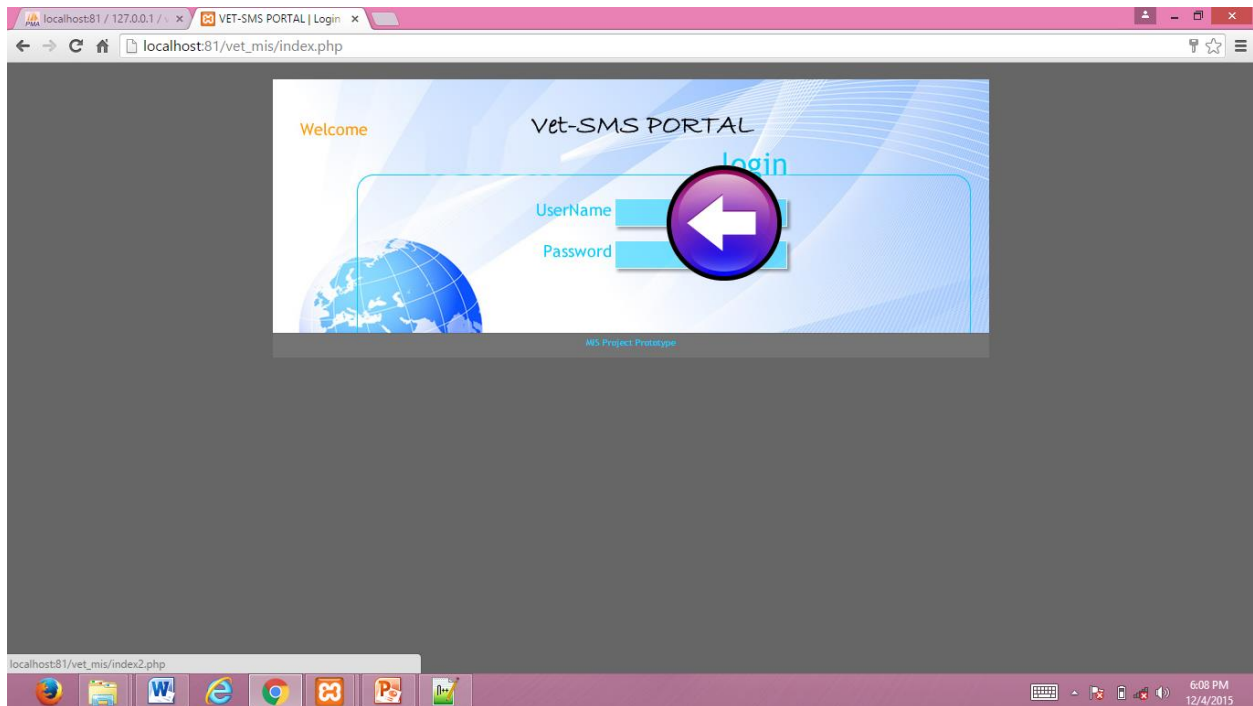 localhost:81 / 127.0.0.1 /
VET-SMS PORTAL | Login
localhost:81/vet_mis/index.php
Welcome
Vet-SMS PORTAL
login
UserName
Password
MIS Project Prototype
localhost:81/vet_mis/index2.php
6:08 PM
12/4/2015